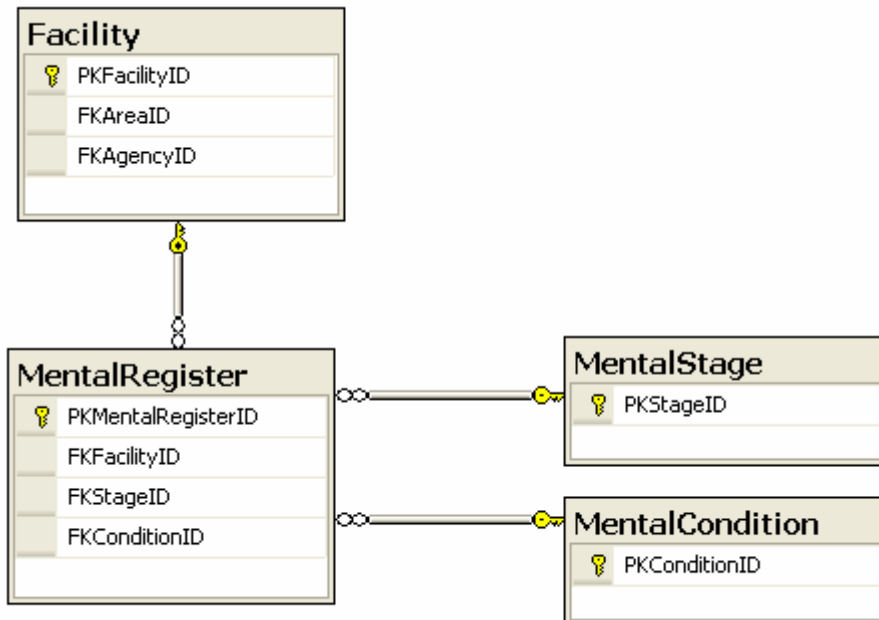 Facility
PKFacilityID
FKAreaID
FKAgencyID
MentalRegister
PKMentalRegisterID
FKFacilityID
FKStageID
FKConditionID
MentalStage
PKStageID
MentalCondition
PKConditionID